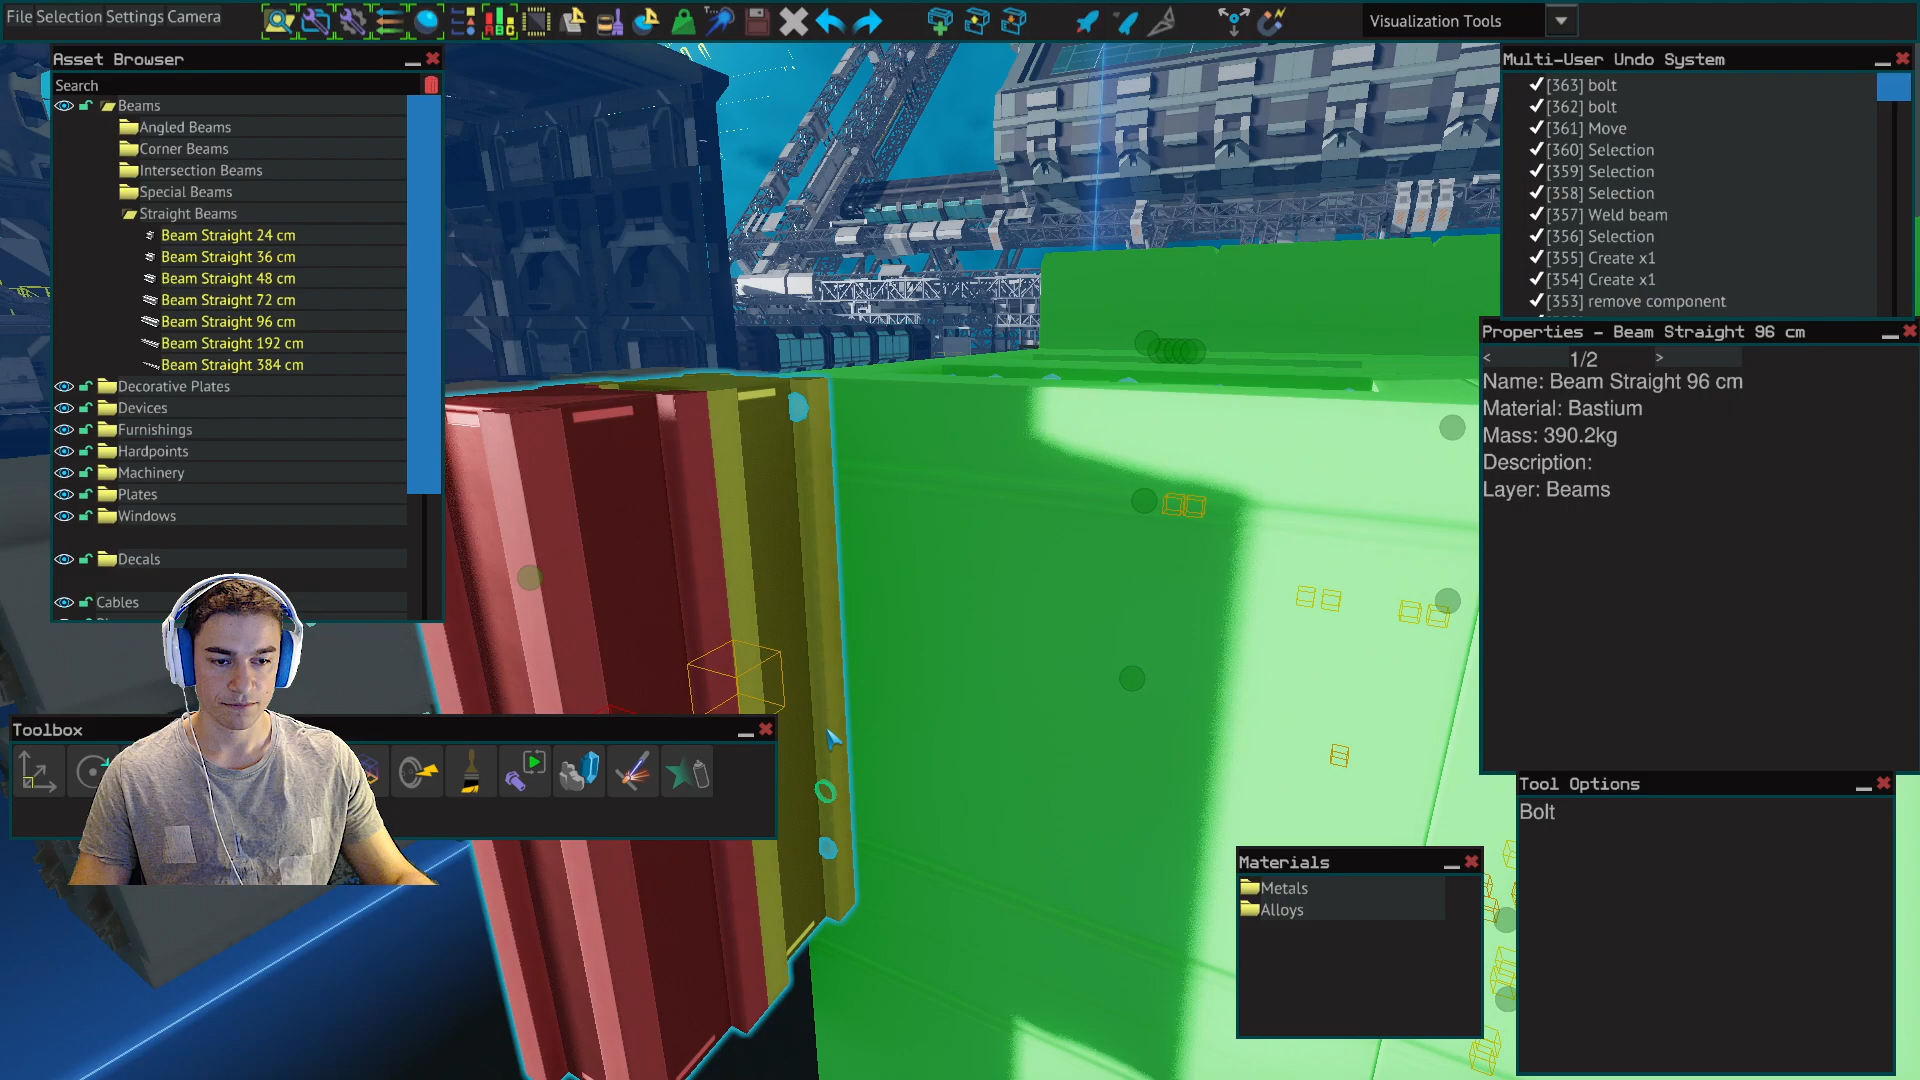 File Selection Settings Camera
Visualization Tools
Asset Browser
Search
Beams
Angled Beams
Corner Beams
Intersection Beams
Special Beams
Straight Beams
Beam Straight 24 cm
Beam Straight 36 cm
Beam Straight 48 cm
Beam Straight 72 cm
Beam Straight 96 cm
Beam Straight 192 cm
Beam Straight 384 cm
Decorative Plates
Devices
Furnishings
Hardpoints
Machinery
Plates
Windows
Decals
Cables
Multi-User Undo System
[363] bolt
[362] bolt
[361] Move
[360] Selection
[359] Selection
[358] Selection
[357] Weld beam
[356] Selection
[355] Create x1
[354] Create x1
[353] remove component
Properties - Beam Straight 96 cm
< 1/2 >
Name: Beam Straight 96 cm
Material: Bastium
Mass: 390.2kg
Description:
Layer: Beams
Toolbox
Tool Options
Bolt
Materials
Metals
Alloys
ABC